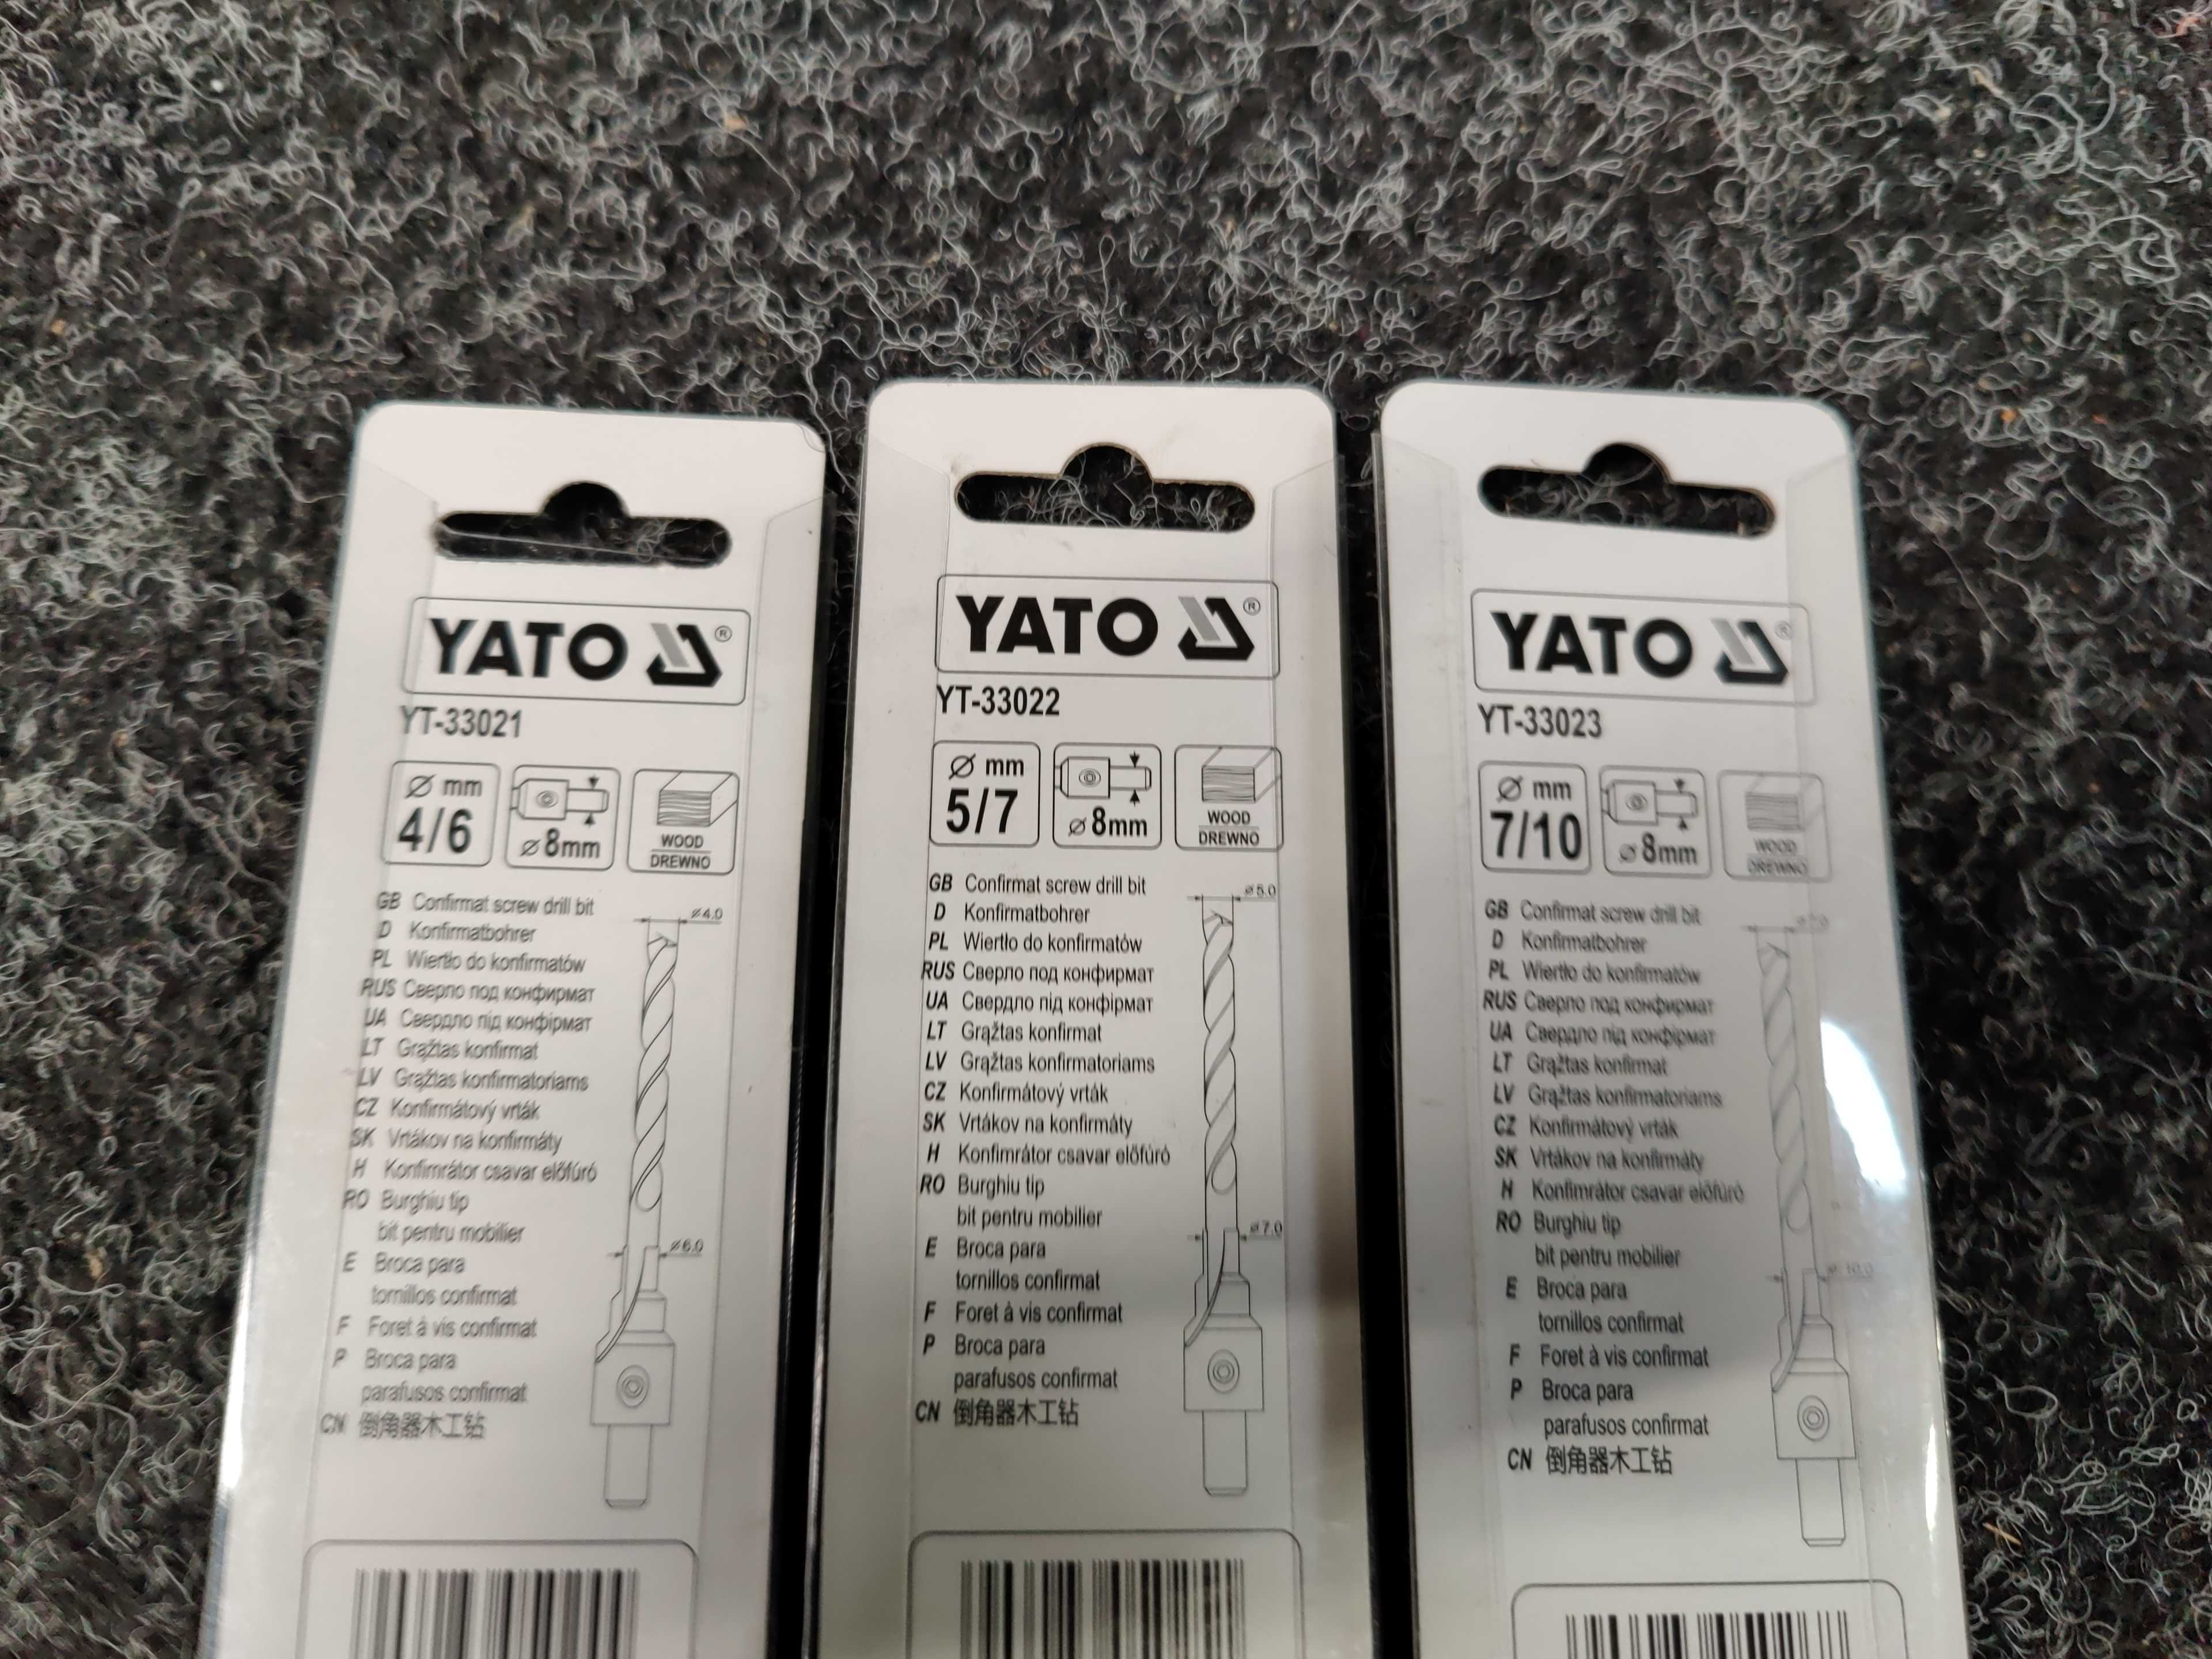 YATO ®
YT-33021
Ø mm
4/6
Ø 8mm
WOOD
DREWNO
GB Confirmat screw drill bit
D Konfirmatbohrer
PL Wiertło do konfirmatów
RUS Сверло под конфирмат
UA Свердло під конфірмат
LT Grąžtas konfirmat
LV Grąžtas konfirmatoriams
CZ Konfirmátový vrták
SK Vrtákov na konfirmáty
H Konfimrátor csavar előfúró
RO Burghiu tip
bit pentru mobilier
E Broca para
tornillos confirmat
F Foret à vis confirmat
P Broca para
parafusos confirmat
CN 倒角器木工钻
Ø4.0
Ø6.0
YATO ®
YT-33022
Ø mm
5/7
Ø 8mm
WOOD
DREWNO
GB Confirmat screw drill bit
D Konfirmatbohrer
PL Wiertło do konfirmatów
RUS Сверло под конфирмат
UA Свердло під конфірмат
LT Grąžtas konfirmat
LV Grąžtas konfirmatoriams
CZ Konfirmátový vrták
SK Vrtákov na konfirmáty
H Konfimrátor csavar előfúró
RO Burghiu tip
bit pentru mobilier
E Broca para
tornillos confirmat
F Foret à vis confirmat
P Broca para
parafusos confirmat
CN 倒角器木工钻
Ø5.0
Ø7.0
YATO ®
YT-33023
Ø mm
7/10
Ø 8mm
WOOD
DREWNO
GB Confirmat screw drill bit
D Konfirmatbohrer
PL Wiertło do konfirmatów
RUS Сверло под конфирмат
UA Свердло під конфірмат
LT Grąžtas konfirmat
LV Grąžtas konfirmatoriams
CZ Konfirmátový vrták
SK Vrtákov na konfirmáty
H Konfimrátor csavar előfúró
RO Burghiu tip
bit pentru mobilier
E Broca para
tornillos confirmat
F Foret à vis confirmat
P Broca para
parafusos confirmat
CN 倒角器木工钻
Ø7.0
Ø 10.0